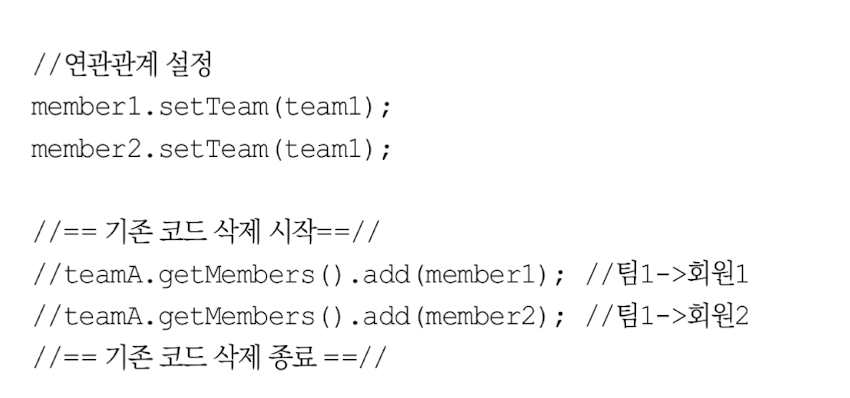 //연관관계 설정
member1.setTeam(team1);
member2.setTeam(team1);
//== 기존 코드 삭제 시작==//
//teamA.getMembers().add(member1); //팀1->회원1
//teamA.getMembers().add(member2); //팀1->회원2
//== 기존 코드 삭제 종료 ==//